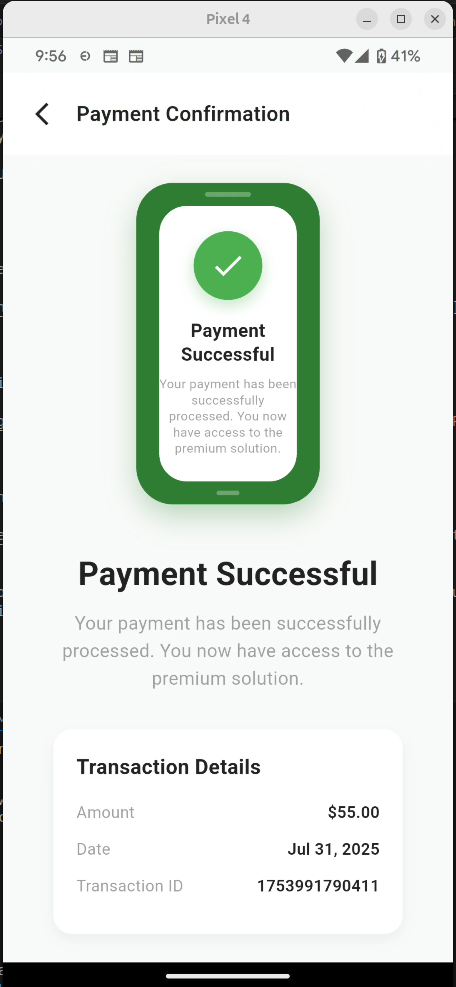 Pixel 4
9:56
41%
Payment Confirmation
Payment
Successful
Your payment has been
successfully
processed. You now
have access to the
premium solution.
Payment Successful
Your payment has been successfully
processed. You now have access to the
premium solution.
Transaction Details
Amount $55.00
Date Jul 31, 2025
Transaction ID 1753991790411